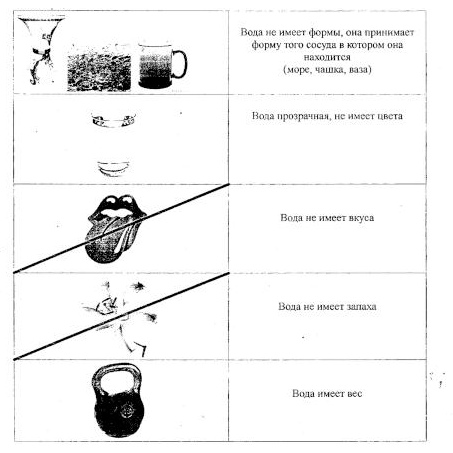 Вода не имеет формы, она принимает
форму того сосуда в котором она
находится
(море, чашка, ваза)
Вода прозрачная, не имеет цвета
Вода не имеет вкуса
Вода не имеет запаха
Вода имеет вес